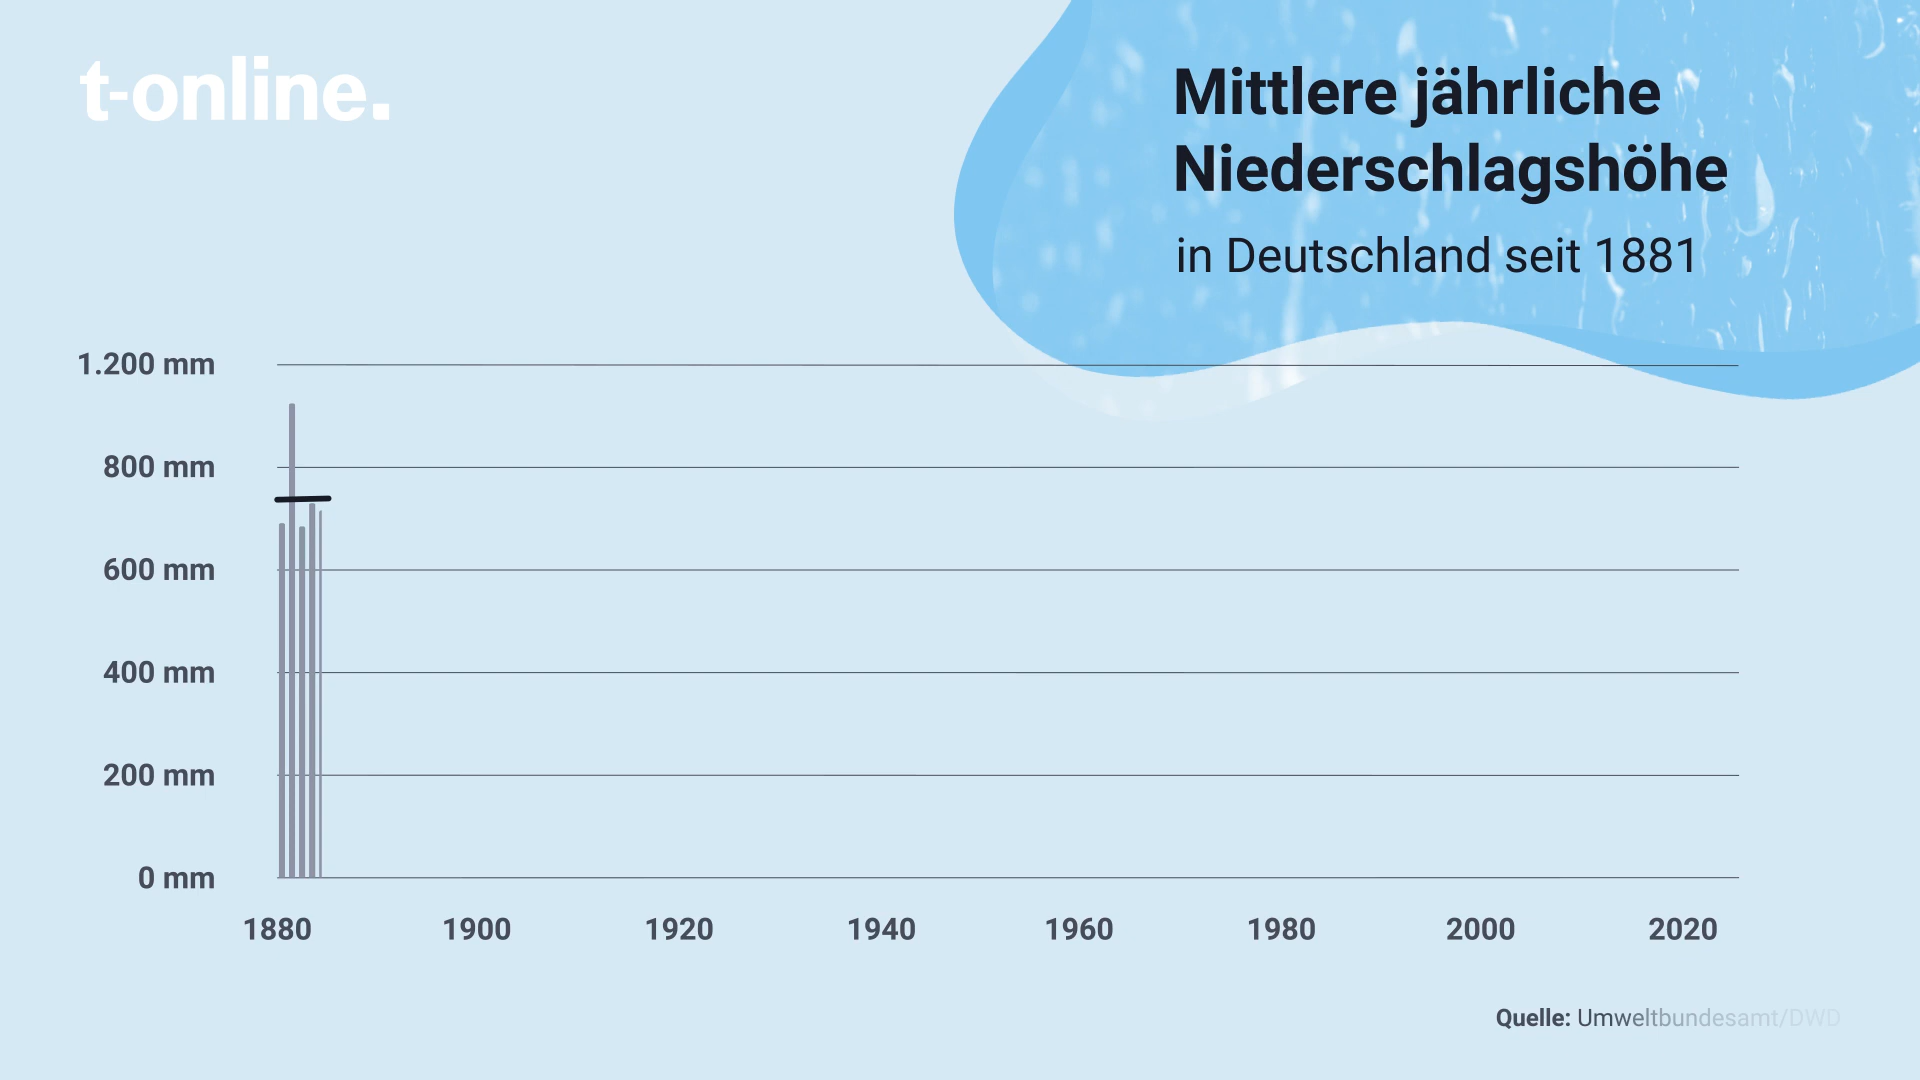 t-online.
Mittlere jährliche
Niederschlagshöhe
in Deutschland seit 1881
1.200 mm
800 mm
600 mm
400 mm
200 mm
0 mm
1880 1900 1920 1940 1960 1980 2000 2020
Quelle: Umweltbundesamt/DWD